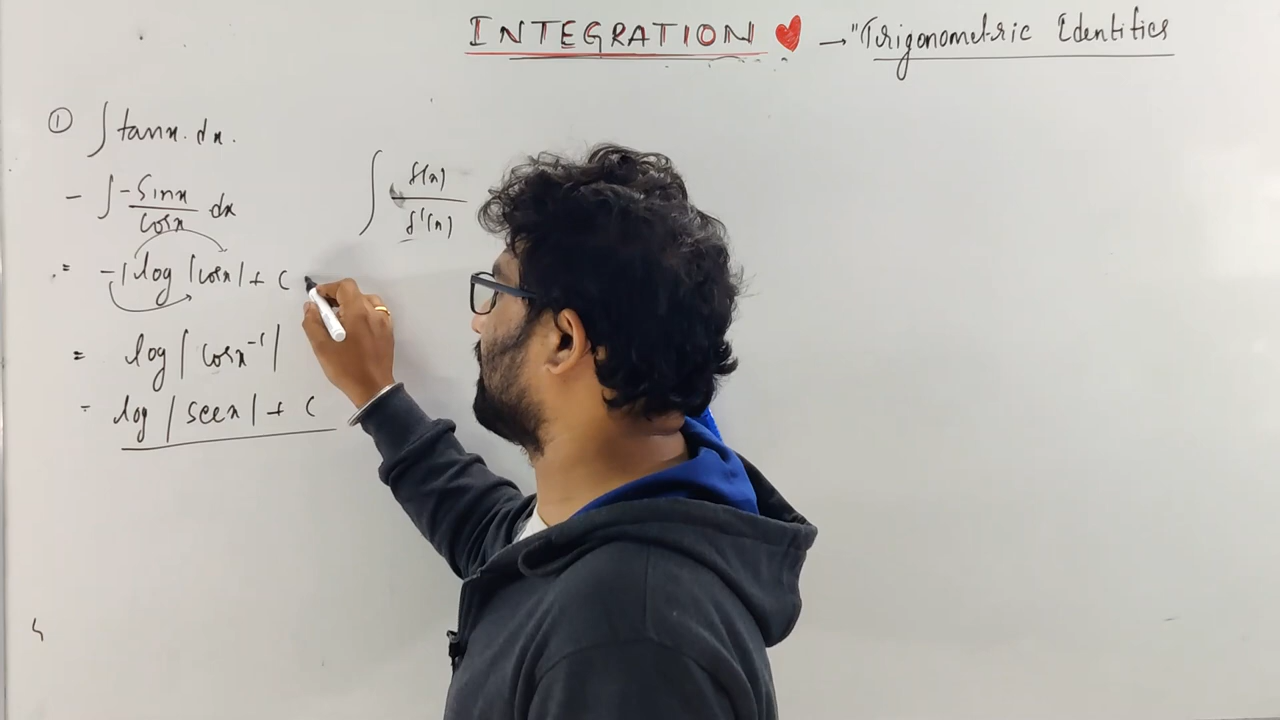 INTEGRATION ❤ → "Trigonometric Identities
① ∫ tanx. dx.
- ∫ -Sinx/cosx dx
= -1 log |cosx| + C
= log | cosx⁻¹ |
= log | secx | + C
∫ f(x)/f'(x)